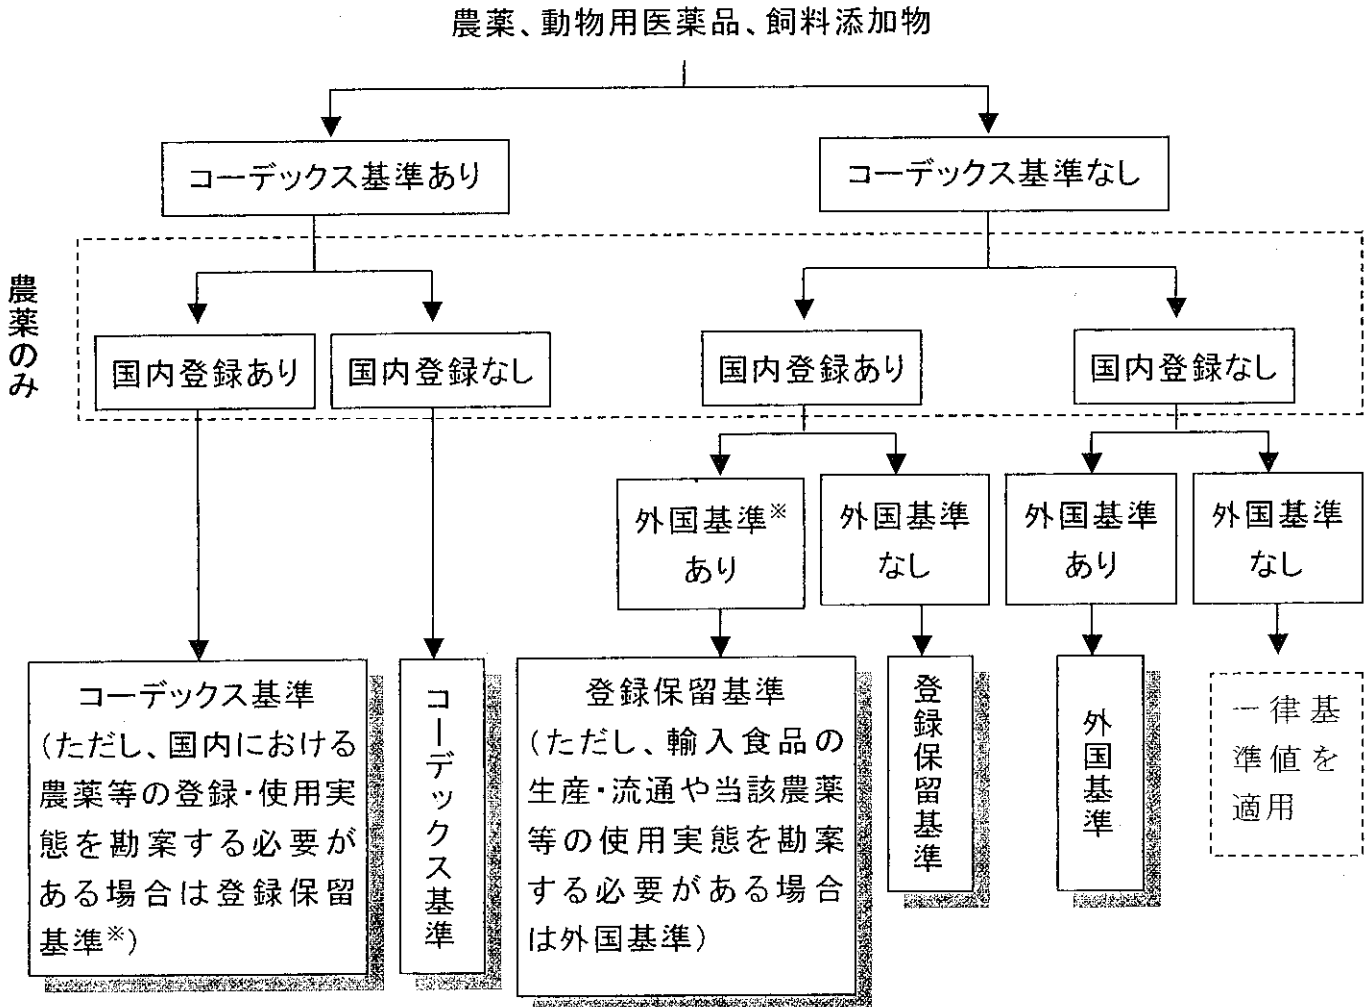 農薬、動物用医薬品、飼料添加物
コーデックス基準あり
コーデックス基準なし
農薬のみ
国内登録あり
国内登録なし
国内登録あり
国内登録なし
外国基準※
あり
外国基準
なし
外国基準
あり
外国基準
なし
コーデックス基準
(ただし、国内における
農薬等の登録・使用実
態を勘案する必要が
ある場合は登録保留
基準※)
コーデックス基準
登録保留基準
(ただし、輸入食品の
生産・流通や当該農薬
等の使用実態を勘案
する必要がある場合
は外国基準)
登録保留基準
外国基準
一律基
準値を
適用